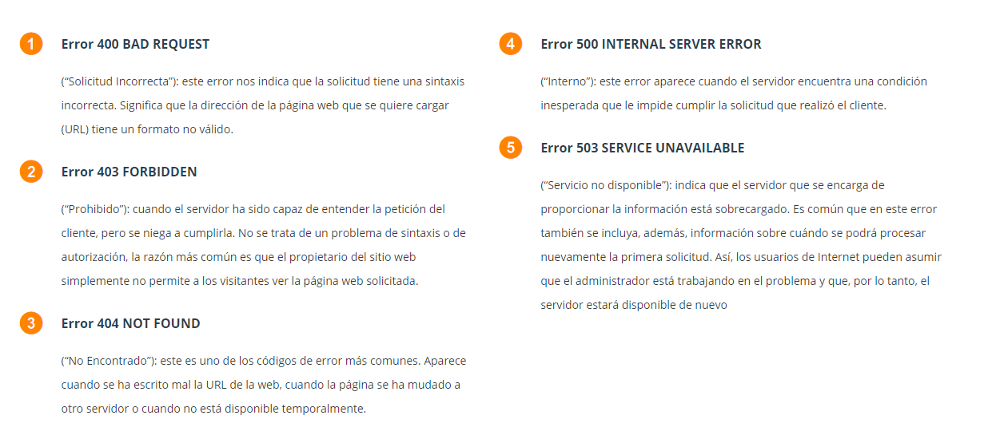 1 Error 400 BAD REQUEST
(“Solicitud Incorrecta”): este error nos indica que la solicitud tiene una sintaxis
incorrecta. Significa que la dirección de la página web que se quiere cargar
(URL) tiene un formato no válido.
2 Error 403 FORBIDDEN
(“Prohibido”): cuando el servidor ha sido capaz de entender la petición del
cliente, pero se niega a cumplirla. No se trata de un problema de sintaxis o de
autorización, la razón más común es que el propietario del sitio web
simplemente no permite a los visitantes ver la página web solicitada.
3 Error 404 NOT FOUND
(“No Encontrado”): este es uno de los códigos de error más comunes. Aparece
cuando se ha escrito mal la URL de la web, cuando la página se ha mudado a
otro servidor o cuando no está disponible temporalmente.
4 Error 500 INTERNAL SERVER ERROR
(“Interno”): este error aparece cuando el servidor encuentra una condición
inesperada que le impide cumplir la solicitud que realizó el cliente.
5 Error 503 SERVICE UNAVAILABLE
(“Servicio no disponible”): indica que el servidor que se encarga de
proporcionar la información está sobrecargado. Es común que en este error
también se incluya, además, información sobre cuándo se podrá procesar
nuevamente la primera solicitud. Así, los usuarios de Internet pueden asumir
que el administrador está trabajando en el problema y que, por lo tanto, el
servidor estará disponible de nuevo